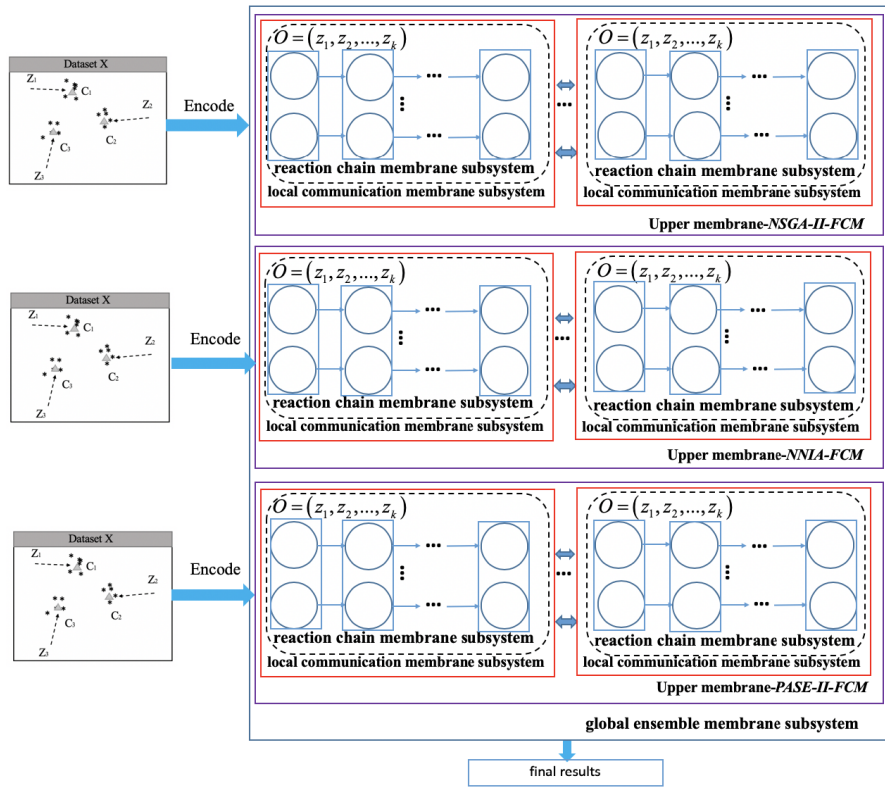 Dataset X
Z1
C1
Z2
C2
C3
Z3
Encode
O = (z1, z2, ..., zk)
...
...
reaction chain membrane subsystem
local communication membrane subsystem
...
O = (z1, z2, ..., zk)
...
...
reaction chain membrane subsystem
local communication membrane subsystem
Upper membrane-NSGA-II-FCM
Dataset X
Z1
C1
Z2
C2
C3
Z3
Encode
O = (z1, z2, ..., zk)
...
...
reaction chain membrane subsystem
local communication membrane subsystem
...
O = (z1, z2, ..., zk)
...
...
reaction chain membrane subsystem
local communication membrane subsystem
Upper membrane-NNIA-FCM
Dataset X
Z1
C1
Z2
C2
C3
Z3
Encode
O = (z1, z2, ..., zk)
...
...
reaction chain membrane subsystem
local communication membrane subsystem
...
O = (z1, z2, ..., zk)
...
...
reaction chain membrane subsystem
local communication membrane subsystem
Upper membrane-PASE-II-FCM
global ensemble membrane subsystem
final results